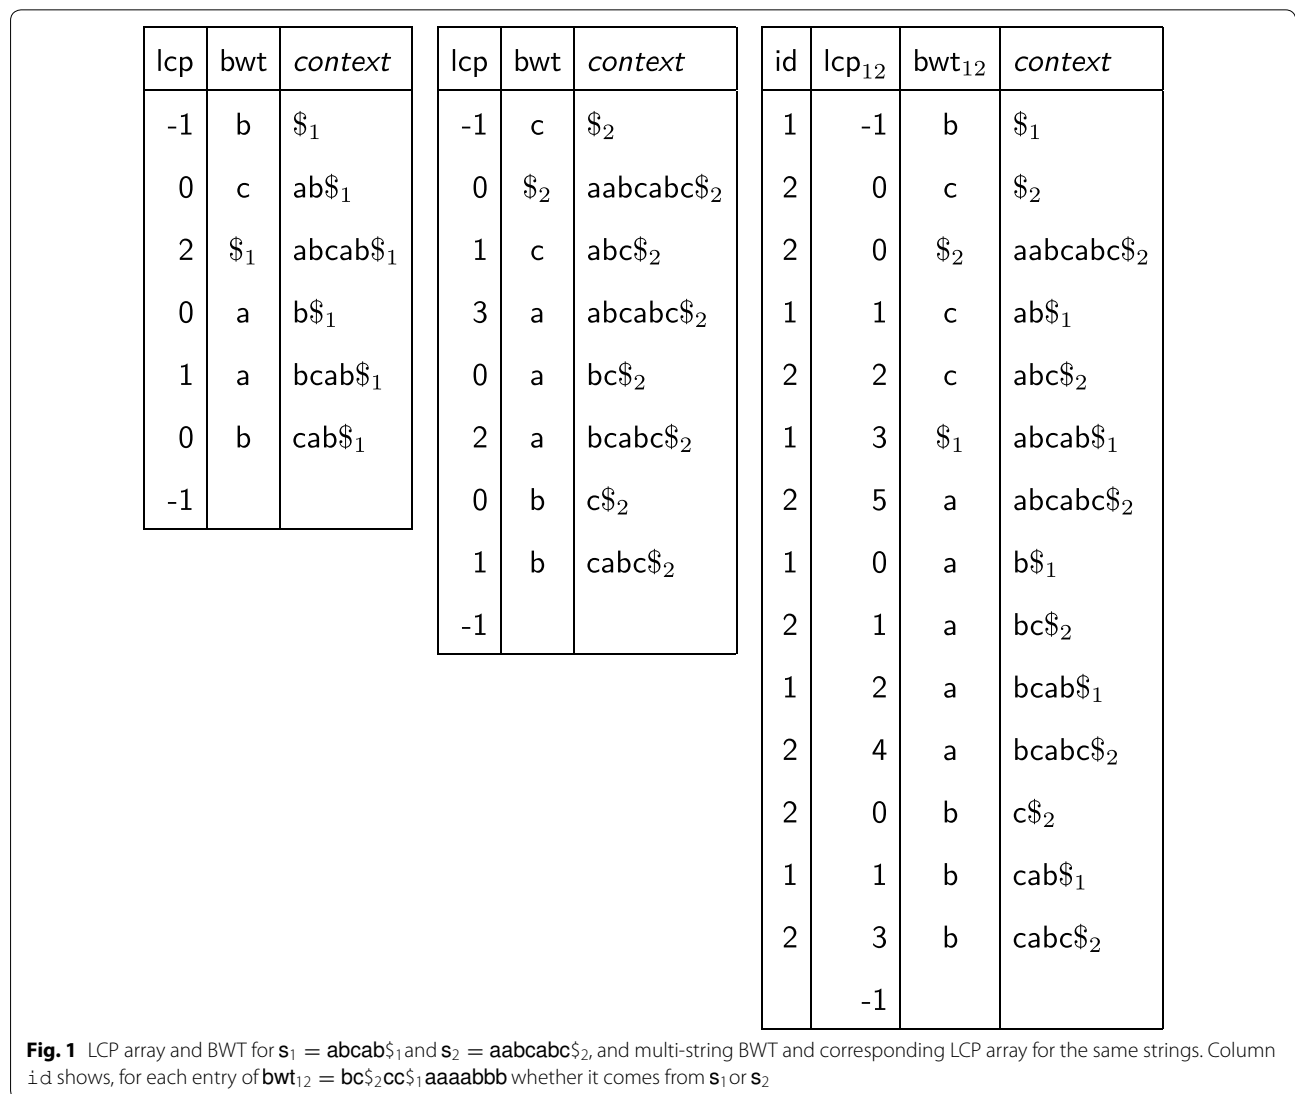 lcp bwt context
-1 b $₁
0 c ab$₁
2 $₁ abcab$₁
0 a b$₁
1 a bcab$₁
0 b cab$₁
-1
lcp bwt context
-1 c $₂
0 $₂ aabcabc$₂
1 c abc$₂
3 a abcabc$₂
0 a bc$₂
2 a bcabc$₂
0 b c$₂
1 b cabc$₂
-1
id lcp₁₂ bwt₁₂ context
1 -1 b $₁
2 0 c $₂
2 0 $₂ aabcabc$₂
1 1 c ab$₁
2 2 c abc$₂
1 3 $₁ abcab$₁
2 5 a abcabc$₂
1 0 a b$₁
2 1 a bc$₂
1 2 a bcab$₁
2 4 a bcabc$₂
2 0 b c$₂
1 1 b cab$₁
2 3 b cabc$₂
-1
Fig. 1 LCP array and BWT for s₁ = abcab$₁and s₂ = aabcabc$₂, and multi-string BWT and corresponding LCP array for the same strings. Column
id shows, for each entry of bwt₁₂ = bc$₂cc$₁aaaabbb whether it comes from s₁or s₂